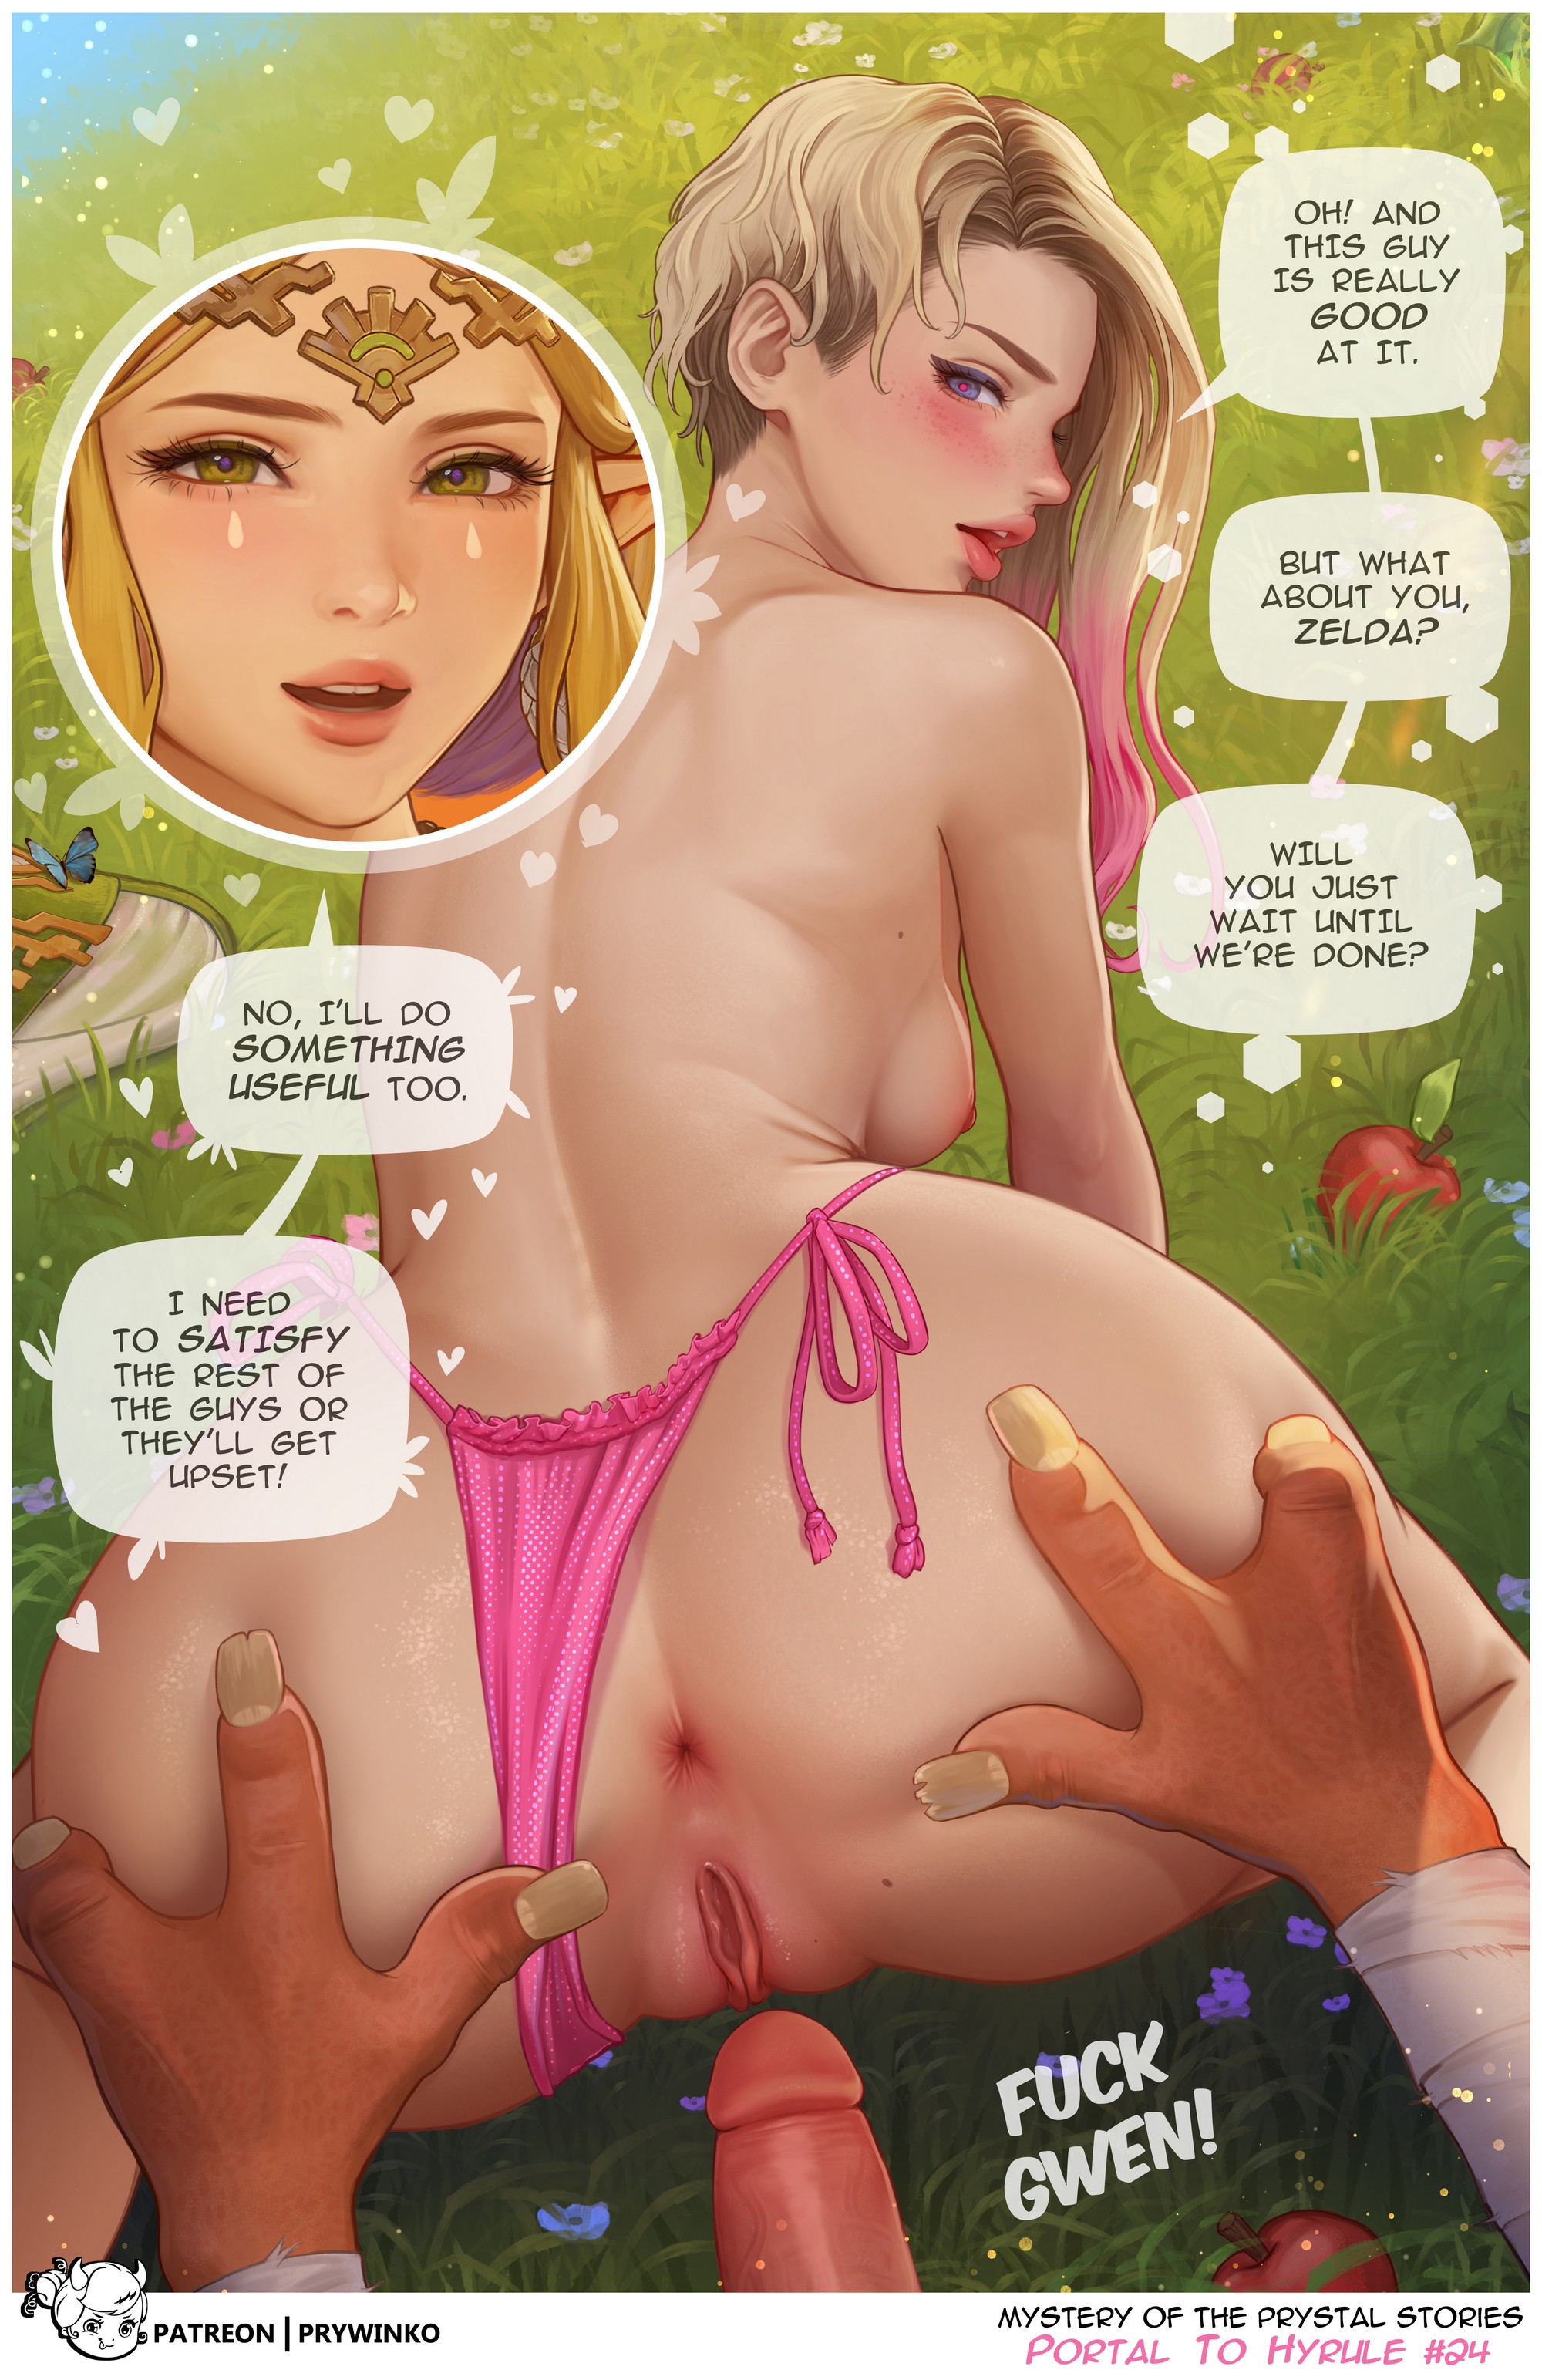 OH! AND
THIS GUY
IS REALLY
GOOD
AT IT.
BUT WHAT
ABOUT YOU,
ZELDA?
WILL
YOU JUST
WAIT UNTIL
WE'RE DONE?
NO, I'LL DO
SOMETHING
USEFUL TOO.
I NEED
TO SATISFY
THE REST OF
THE GUYS OR
THEY'LL GET
UPSET!
FUCK
GWEN!
PATREON | PRYWINKO
MYSTERY OF THE PRYSTAL STORIES
PORTAL TO HYRULE #24